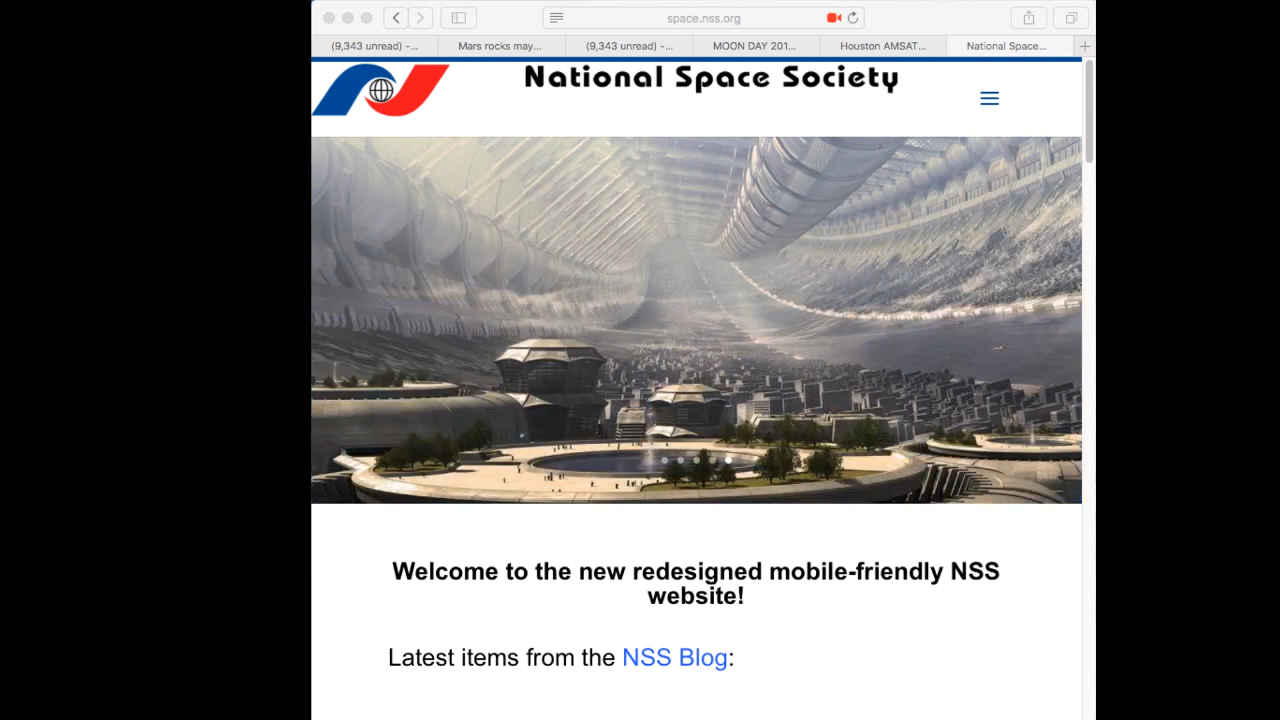 space.nss.org
(9,343 unread) -...
Mars rocks may...
(9,343 unread) -...
MOON DAY 201...
Houston AMSAT...
National Space...
National Space Society
Welcome to the new redesigned mobile-friendly NSS
website!
Latest items from the NSS Blog: